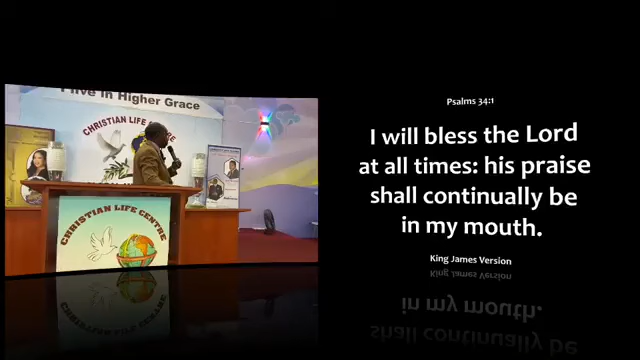 I live In Higher Grace
CHRISTIAN LIFE CENTRE
CHRISTIAN LIFE CENTRE
Psalms 34:1
I will bless the Lord
at all times: his praise
shall continually be
in my mouth.
King James Version